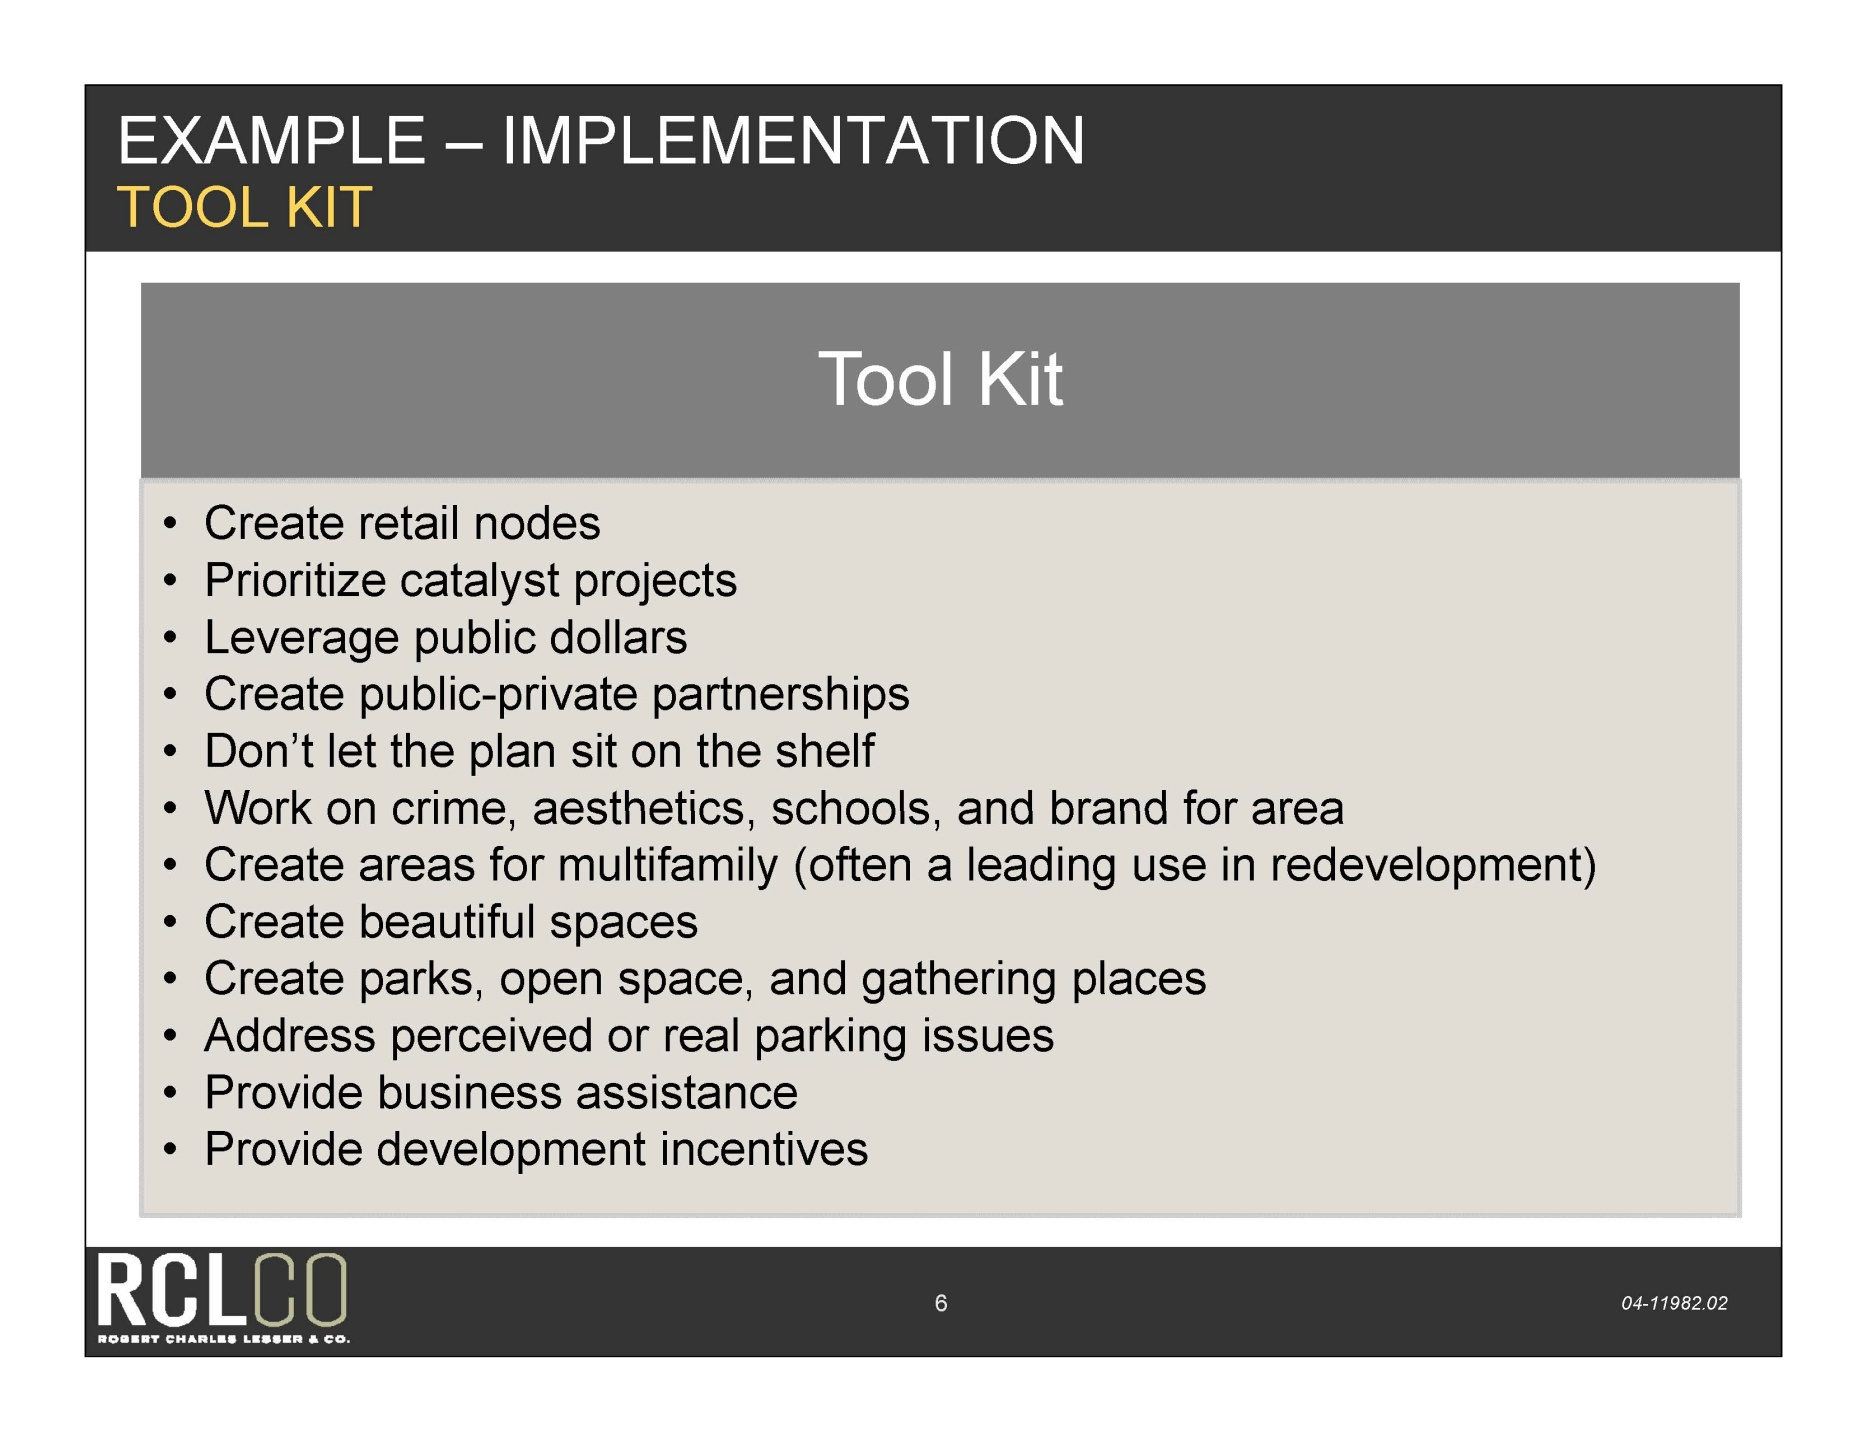 EXAMPLE – IMPLEMENTATION
TOOL KIT
Tool Kit
• Create retail nodes
• Prioritize catalyst projects
• Leverage public dollars
• Create public-private partnerships
• Don’t let the plan sit on the shelf
• Work on crime, aesthetics, schools, and brand for area
• Create areas for multifamily (often a leading use in redevelopment)
• Create beautiful spaces
• Create parks, open space, and gathering places
• Address perceived or real parking issues
• Provide business assistance
• Provide development incentives
RCLCO
ROBERT CHARLES LESSER & CO.
6
04-11982.02